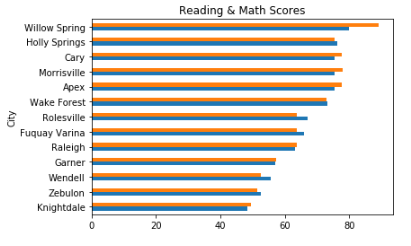 Reading & Math Scores
City
Willow Spring
Holly Springs
Cary
Morrisville
Apex
Wake Forest
Rolesville
Fuquay Varina
Raleigh
Garner
Wendell
Zebulon
Knightdale
0 20 40 60 80